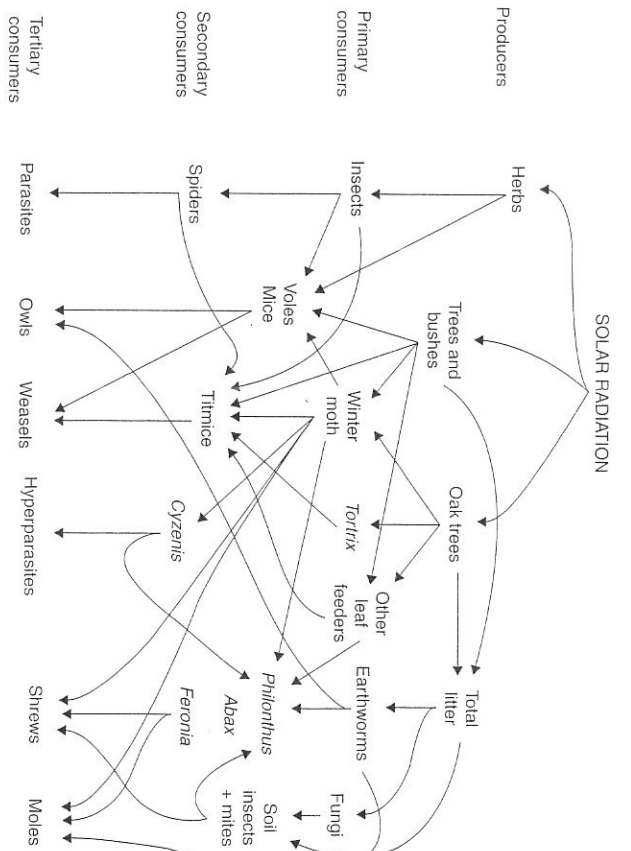 SOLAR RADIATION
Producers
Herbs
Trees and
bushes
Oak trees
Total
litter
Primary
consumers
Insects
Voles
Mice
Winter
moth
Tortrix
Other
leaf
feeders
Earthworms
Fungi
Secondary
consumers
Spiders
Titmice
Cyzenis
Philonthus
Abax
Feronia
Soil
insects
+ mites
Tertiary
consumers
Parasites
Owls
Weasels
Hyperparasites
Shrews
Moles